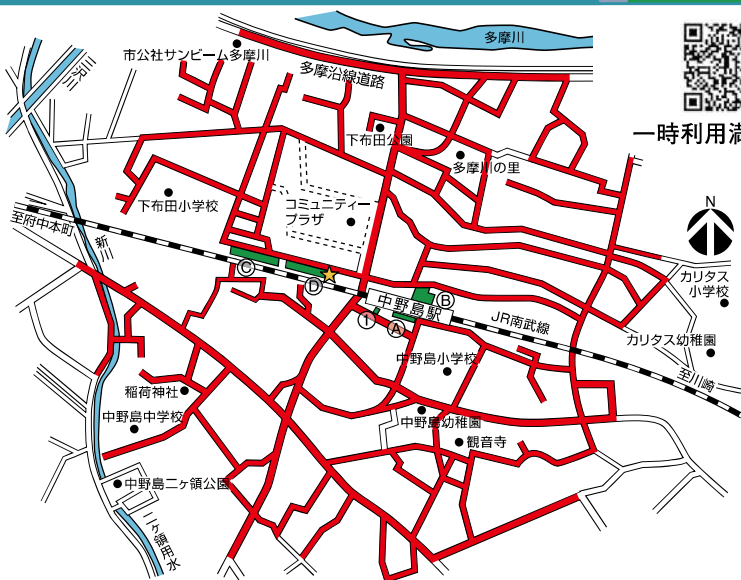 多摩川
市公社サンビーム多摩川
三沢川
多摩沿線道路
一時利用満
下布田公園
多摩川の里
下布田小学校
コミュニティー
プラザ
N
至府中本町
新川
カリタス
小学校
Ⓒ
Ⓓ
Ⓑ
中野島駅
JR南武線
①
Ⓐ
カリタス幼稚園
中野島小学校
至川崎
稲荷神社
中野島中学校
中野島幼稚園
観音寺
中野島二ヶ領公園
二ヶ領用水